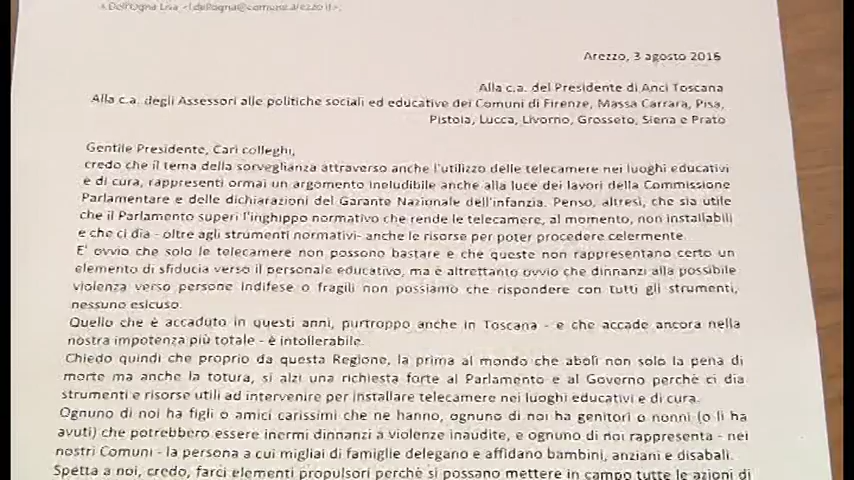 Arezzo, 3 agosto 2016
Alla c.a. del Presidente di Anci Toscana
Alla c.a. degli Assessori alle politiche sociali ed educative dei Comuni di Firenze, Massa Carrara, Pisa,
Pistoia, Lucca, Livorno, Grosseto, Siena e Prato
Gentile Presidente, Cari colleghi,
credo che il tema della sorveglianza attraverso anche l'utilizzo delle telecamere nei luoghi educativi
e di cura, rappresenti ormai un argomento ineludibile anche alla luce dei lavori della Commissione
Parlamentare e delle dichiarazioni del Garante Nazionale dell'infanzia. Penso, altresì, che sia utile
che il Parlamento superi l'inghippo normativo che rende le telecamere, al momento, non installabili
e che ci dia - oltre agli strumenti normativi- anche le risorse per poter procedere celermente.
E' ovvio che solo le telecamere non possono bastare e che queste non rappresentano certo un
elemento di sfiducia verso il personale educativo, ma è altrettanto ovvio che dinnanzi alla possibile
violenza verso persone indifese o fragili non possiamo che rispondere con tutti gli strumenti,
nessuno escluso.
Quello che è accaduto in questi anni, purtroppo anche in Toscana - e che accade ancora nella
nostra impotenza più totale - è intollerabile.
Chiedo quindi che proprio da questa Regione, la prima al mondo che abolì non solo la pena di
morte ma anche la totura, si alzi una richiesta forte al Parlamento e al Governo perché ci dia
strumenti e risorse utili ad intervenire per installare telecamere nei luoghi educativi e di cura.
Ognuno di noi ha figli o amici carissimi che ne hanno, ognuno di noi ha genitori o nonni (o li ha
avuti) che potrebbero essere inermi dinnanzi a violenze inaudite, e ognuno di noi rappresenta - nei
nostri Comuni - la persona a cui migliai di famiglie delegano e affidano bambini, anziani e disabili.
Spetta a noi, credo, farci elementi propulsori perché si possano mettere in campo tutte le azioni di